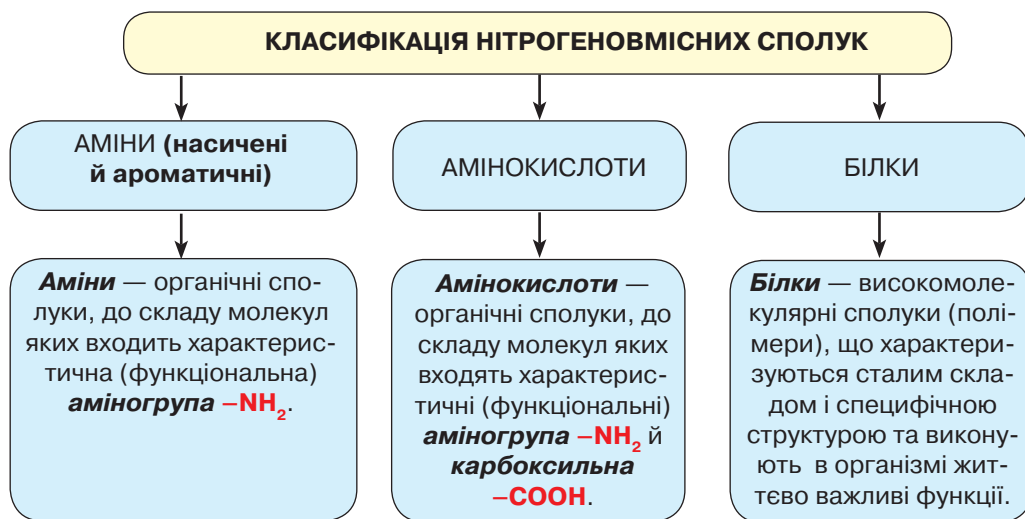 КЛАСИФІКАЦІЯ НІТРОГЕНОВМІСНИХ СПОЛУК
АМІНИ (насичені
й ароматичні)
АМІНОКИСЛОТИ
БІЛКИ
Аміни — органічні спо-
луки, до складу молекул
яких входить характерис-
тична (функціональна)
аміногрупа –NH₂.
Амінокислоти —
органічні сполуки, до
складу молекул яких
входять характерис-
тичні (функціональні)
аміногрупа –NH₂ й
карбоксильна
–COOH.
Білки — високомоле-
кулярні сполуки (полі-
мери), що характери-
зуються сталим скла-
дом і специфічною
структурою та викону-
ють в організмі жит-
тєво важливі функції.